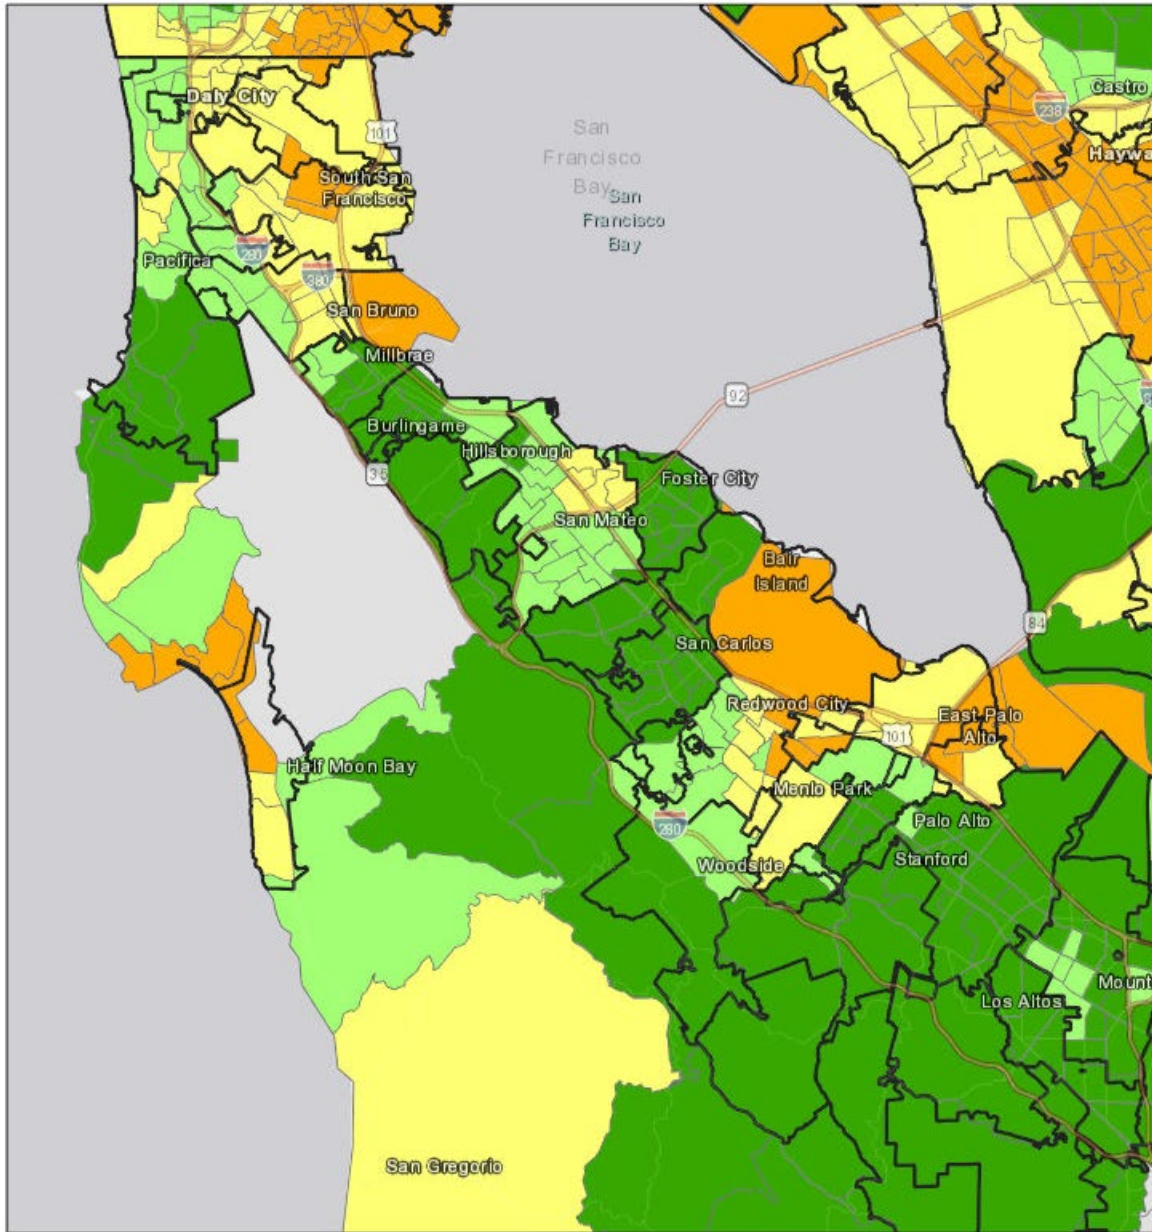 Castro
238
Daly City
101
San
Francisco
Bay
Haywa
South San
Francisco
San
Francisco
Bay
280
Pacifica
380
San Bruno
Millbrae
92
Burlingame
Hillsborough
35
Foster City
San Mateo
Bair
Island
84
San Carlos
Redwood City
East Palo
Alto
101
Half Moon Bay
Menlo Park
280
Palo Alto
Stanford
Woodside
Mount
Los Altos
San Gregorio